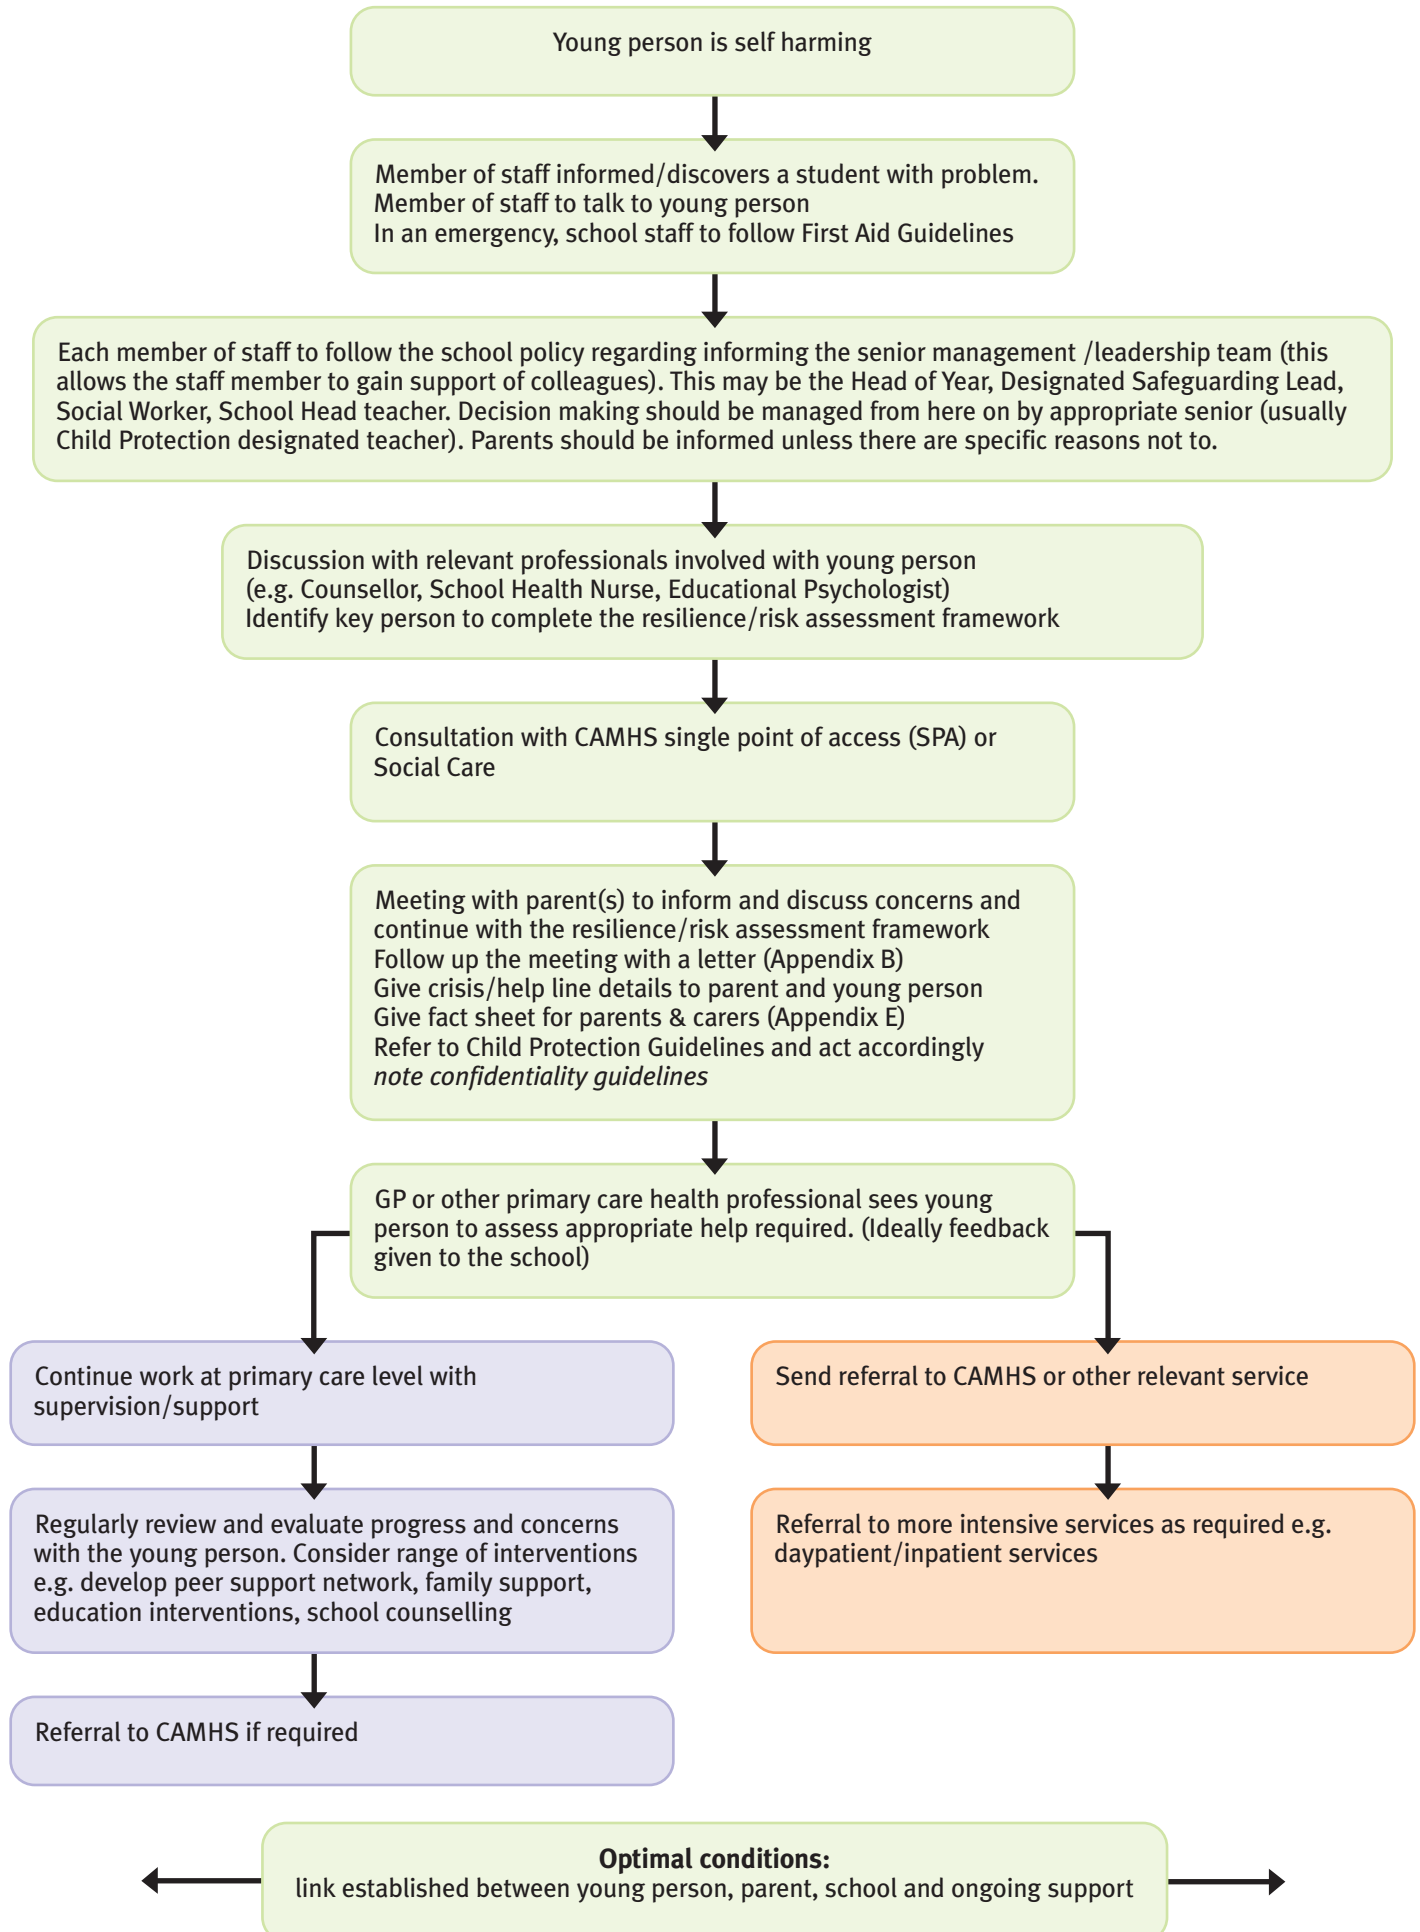 Young person is self harming
Member of staff informed/discovers a student with problem.
Member of staff to talk to young person
In an emergency, school staff to follow First Aid Guidelines
Each member of staff to follow the school policy regarding informing the senior management /leadership team (this
allows the staff member to gain support of colleagues). This may be the Head of Year, Designated Safeguarding Lead,
Social Worker, School Head teacher. Decision making should be managed from here on by appropriate senior (usually
Child Protection designated teacher). Parents should be informed unless there are specific reasons not to.
Discussion with relevant professionals involved with young person
(e.g. Counsellor, School Health Nurse, Educational Psychologist)
Identify key person to complete the resilience/risk assessment framework
Consultation with CAMHS single point of access (SPA) or
Social Care
Meeting with parent(s) to inform and discuss concerns and
continue with the resilience/risk assessment framework
Follow up the meeting with a letter (Appendix B)
Give crisis/help line details to parent and young person
Give fact sheet for parents & carers (Appendix E)
Refer to Child Protection Guidelines and act accordingly
note confidentiality guidelines
GP or other primary care health professional sees young
person to assess appropriate help required. (Ideally feedback
given to the school)
Continue work at primary care level with
supervision/support
Regularly review and evaluate progress and concerns
with the young person. Consider range of interventions
e.g. develop peer support network, family support,
education interventions, school counselling
Referral to CAMHS if required
Send referral to CAMHS or other relevant service
Referral to more intensive services as required e.g.
daypatient/inpatient services
Optimal conditions:
link established between young person, parent, school and ongoing support